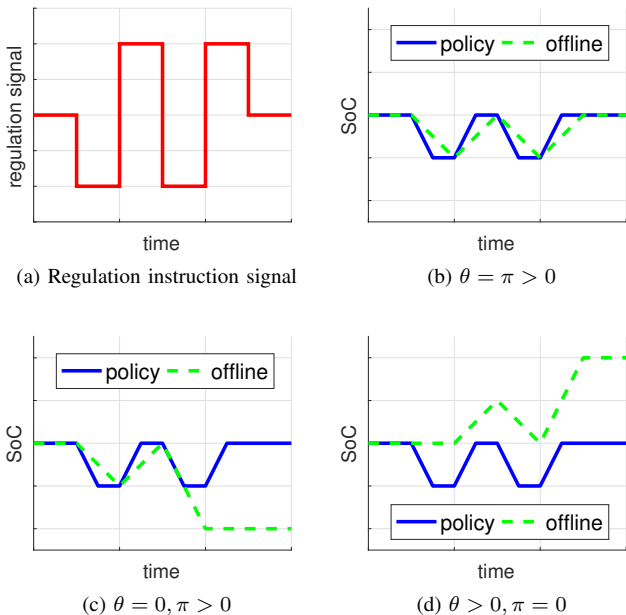 regulation signal
time
(a) Regulation instruction signal
policy offline
SoC
time
(b) θ = π > 0
policy offline
SoC
time
(c) θ = 0, π > 0
SoC
policy offline
time
(d) θ > 0, π = 0